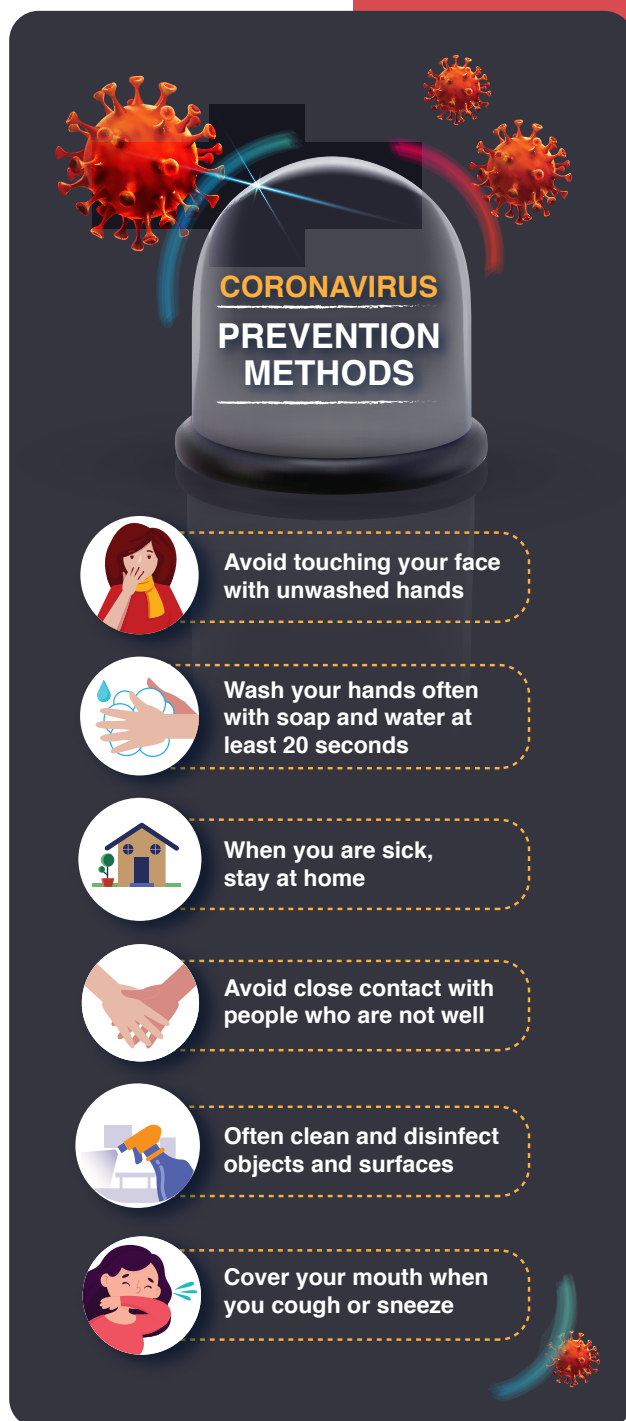 CORONAVIRUS
PREVENTION
METHODS
Avoid touching your face
with unwashed hands
Wash your hands often
with soap and water at
least 20 seconds
When you are sick,
stay at home
Avoid close contact with
people who are not well
Often clean and disinfect
objects and surfaces
Cover your mouth when
you cough or sneeze